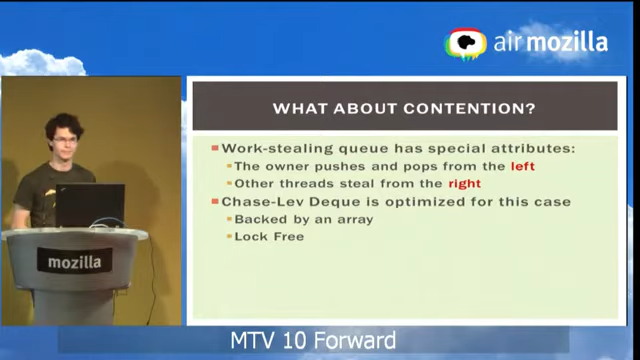 air mozilla
WHAT ABOUT CONTENTION?
Work-stealing queue has special attributes:
The owner pushes and pops from the left
Other threads steal from the right
Chase-Lev Deque is optimized for this case
Backed by an array
Lock Free
mozilla
MTV 10 Forward